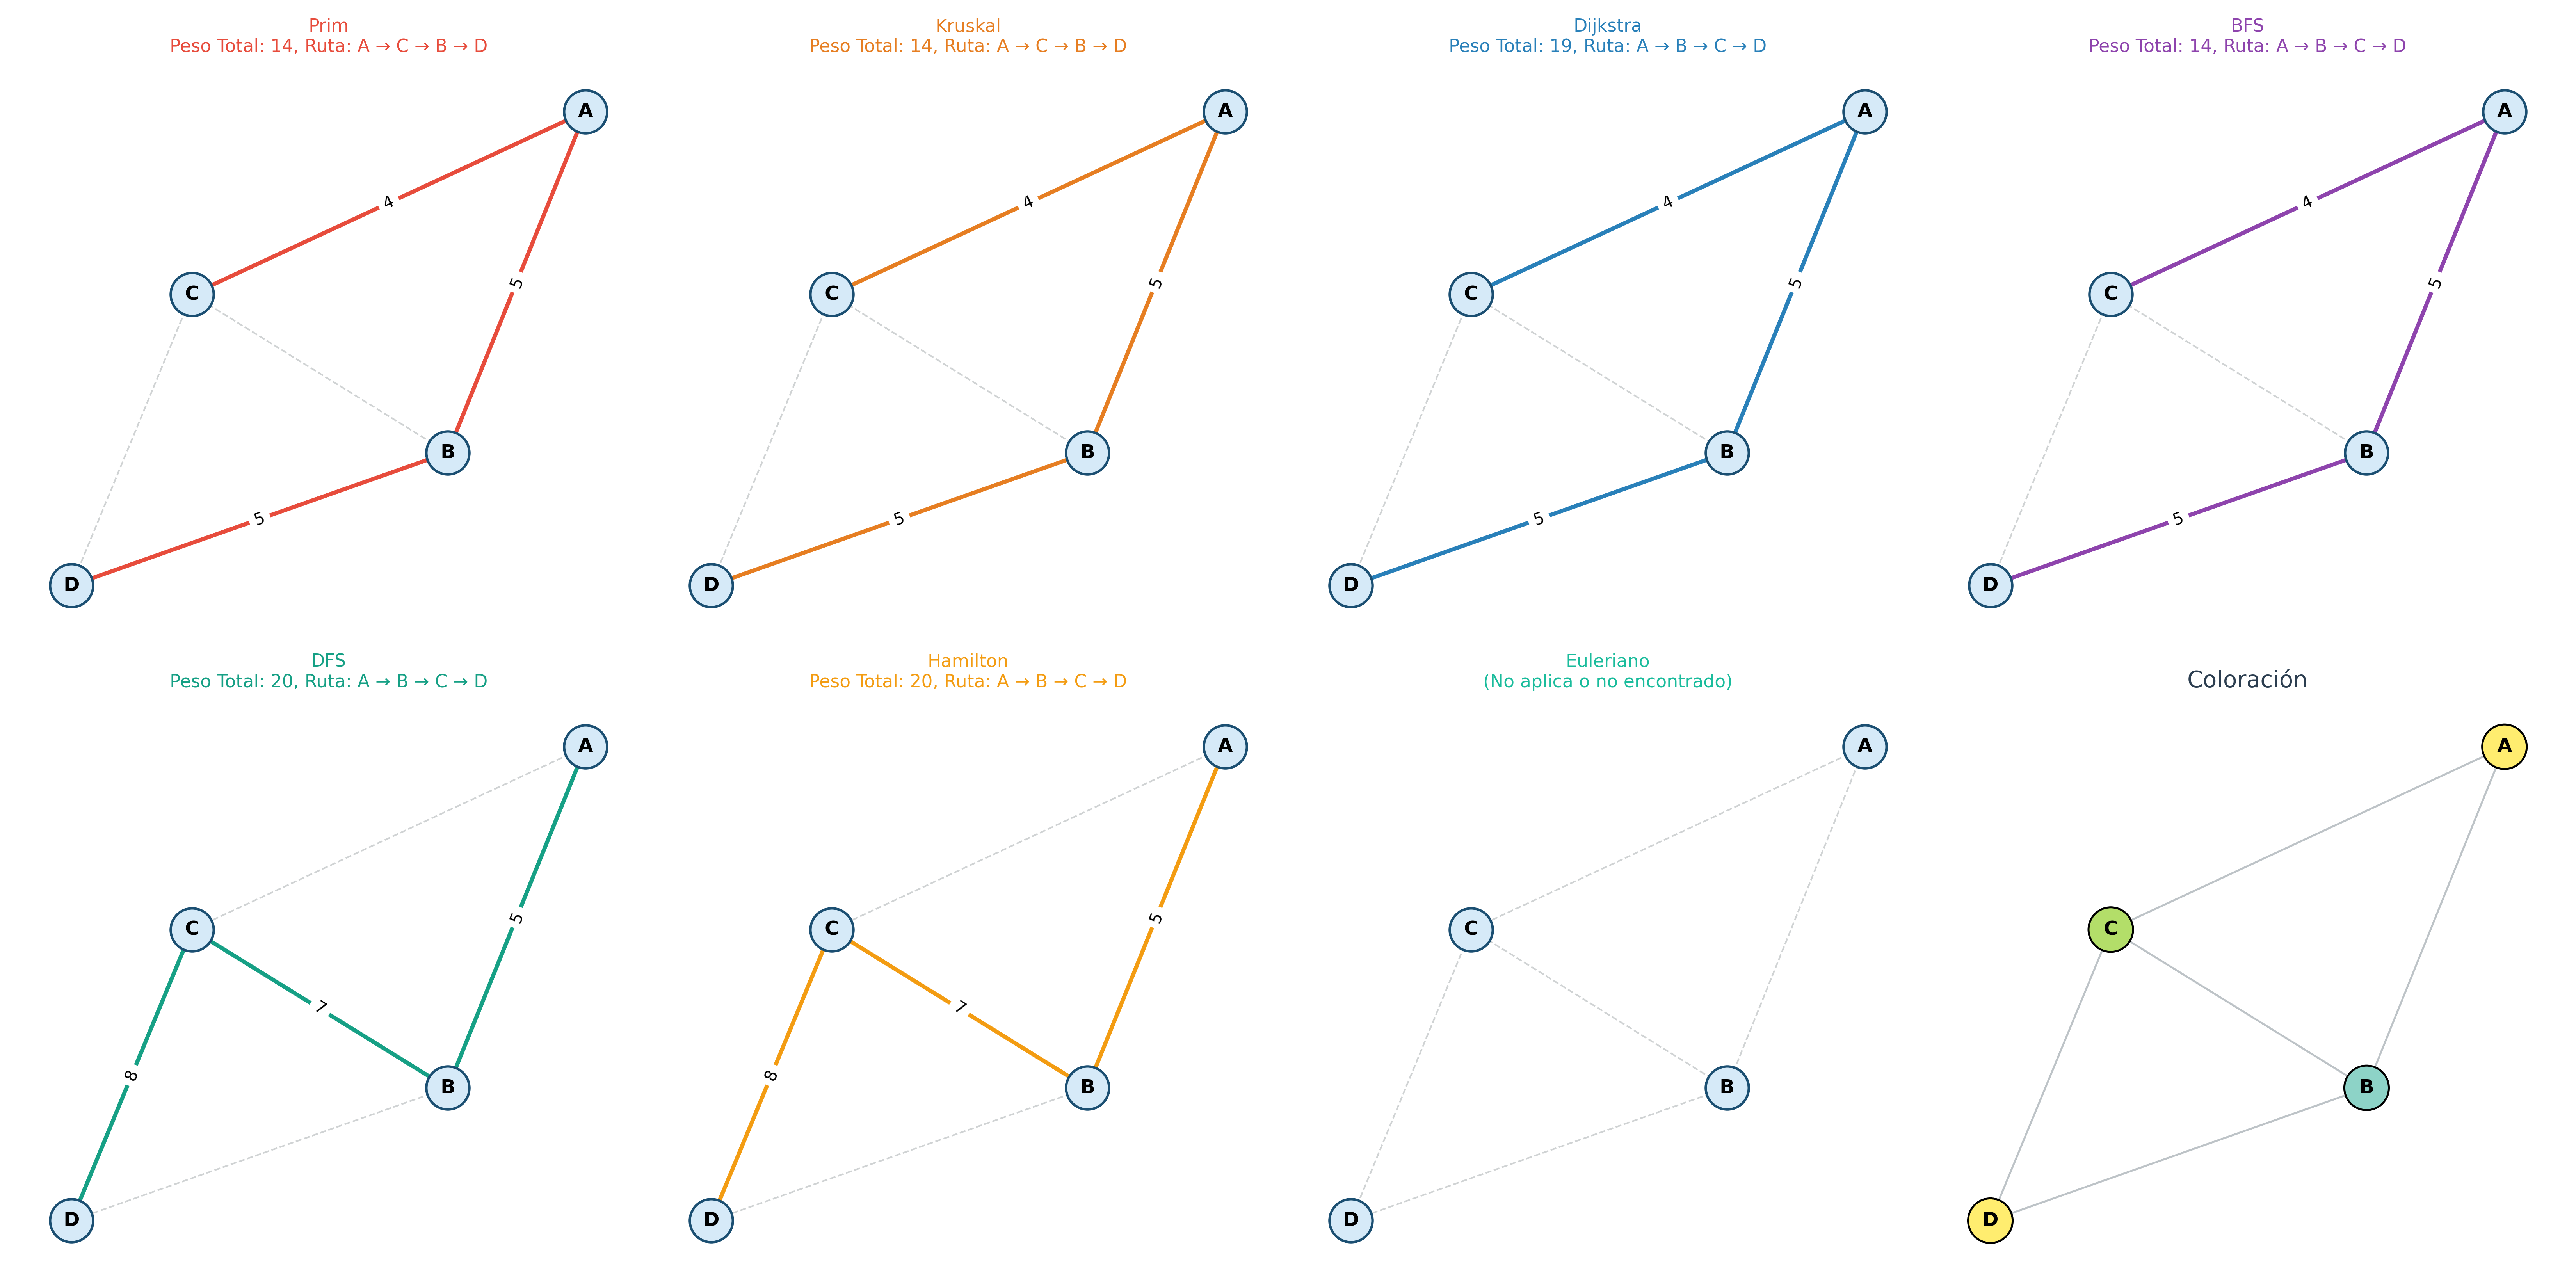 Prim
Peso Total: 14, Ruta: A → C → B → D
A
4
5
C
B
5
D
Kruskal
Peso Total: 14, Ruta: A → C → B → D
A
4
5
C
B
5
D
Dijkstra
Peso Total: 19, Ruta: A → B → C → D
A
4
5
C
B
5
D
BFS
Peso Total: 14, Ruta: A → B → C → D
A
4
5
C
B
5
D
DFS
Peso Total: 20, Ruta: A → B → C → D
A
5
C
7
8
B
D
Hamilton
Peso Total: 20, Ruta: A → B → C → D
A
5
C
7
8
B
D
Euleriano
(No aplica o no encontrado)
A
C
B
D
Coloración
A
C
B
D